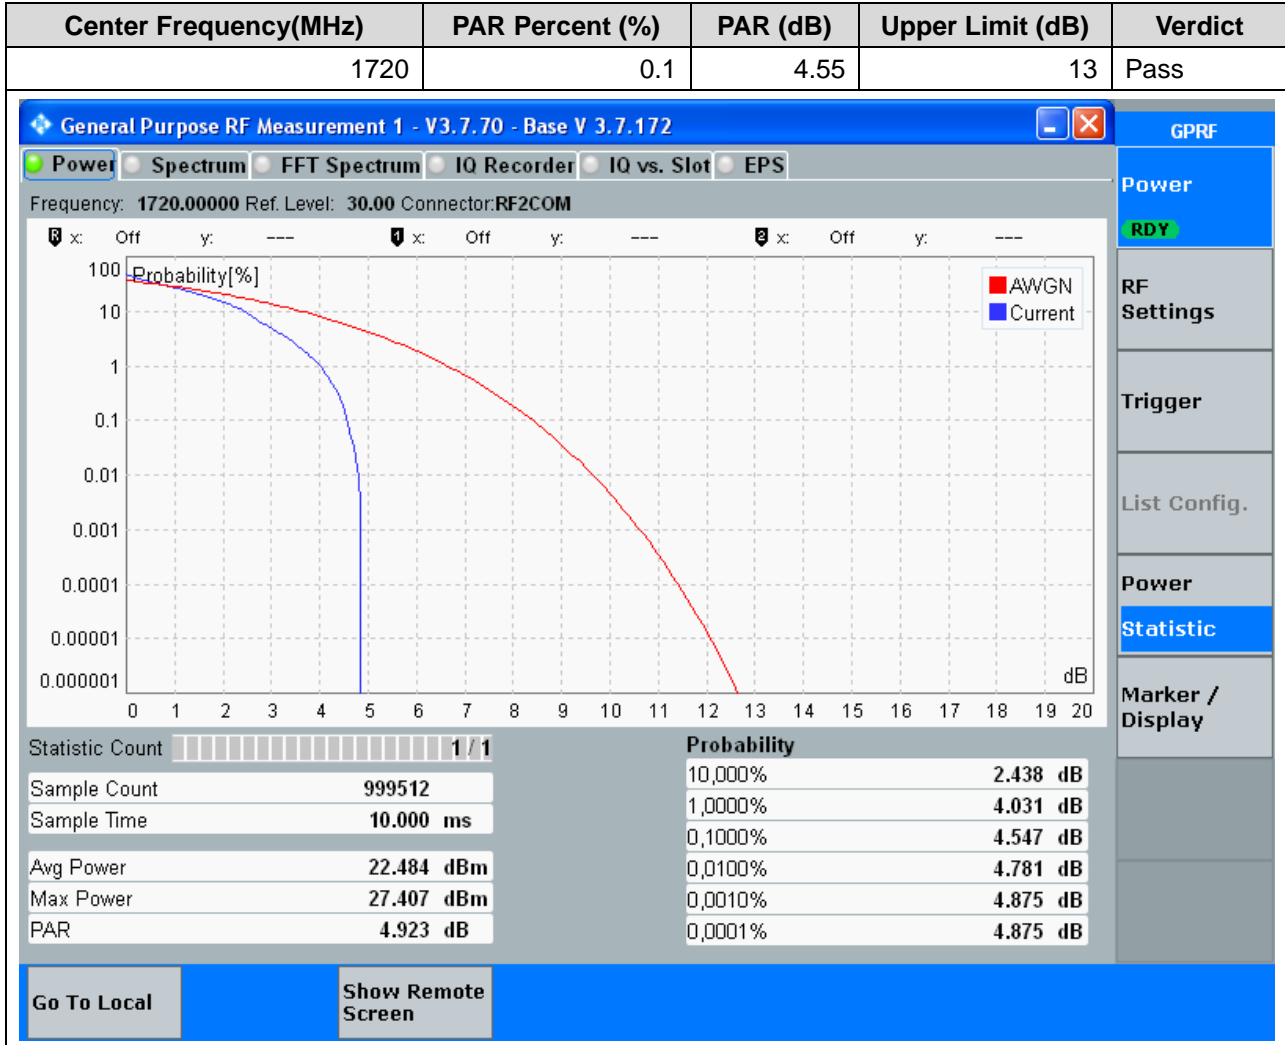 Center Frequency(MHz) PAR Percent (%) PAR (dB) Upper Limit (dB) Verdict
1720 0.1 4.55 13 Pass
General Purpose RF Measurement 1 - V3.7.70 - Base V 3.7.172
GPRF
Power Spectrum FFT Spectrum IQ Recorder IQ vs. Slot EPS
Power
RDY
Frequency: 1720.00000 Ref. Level: 30.00 Connector:RF2COM
R x: Off y: --- 1 x: Off y: --- 2 x: Off y: ---
100 Probability[%]
AWGN
Current
10
1
0.1
0.01
0.001
0.0001
0.00001
0.000001
dB
0 1 2 3 4 5 6 7 8 9 10 11 12 13 14 15 16 17 18 19 20
RF
Settings
Trigger
List Config.
Power
Statistic
Marker /
Display
Statistic Count 1 / 1
Sample Count 999512
Sample Time 10.000 ms
Avg Power 22.484 dBm
Max Power 27.407 dBm
PAR 4.923 dB
Probability
10,000% 2.438 dB
1,0000% 4.031 dB
0,1000% 4.547 dB
0,0100% 4.781 dB
0,0010% 4.875 dB
0,0001% 4.875 dB
Go To Local
Show Remote
Screen